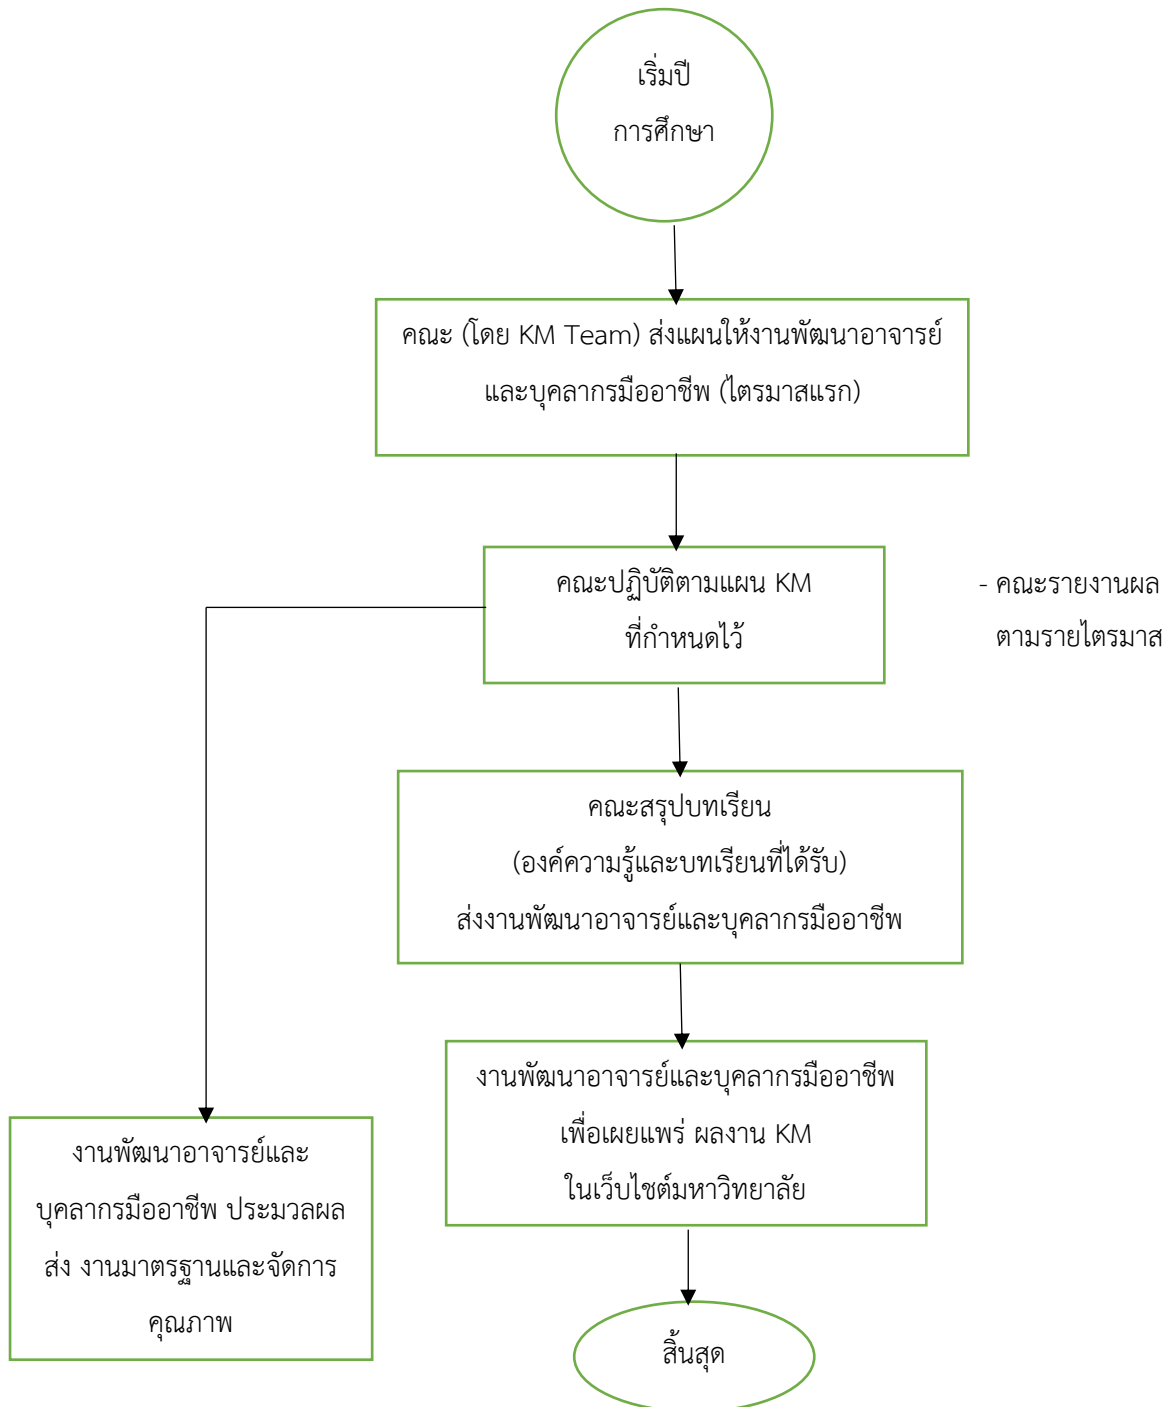 เริ่มปี
การศึกษา
คณะ (โดย KM Team) ส่งแผนให้งานพัฒนาอาจารย์
และบุคลากรมืออาชีพ (ไตรมาสแรก)
คณะปฏิบัติตามแผน KM
ที่กำหนดไว้
- คณะรายงานผล
ตามรายไตรมาส
คณะสรุปบทเรียน
(องค์ความรู้และบทเรียนที่ได้รับ)
ส่งงานพัฒนาอาจารย์และบุคลากรมืออาชีพ
งานพัฒนาอาจารย์และบุคลากรมืออาชีพ
เพื่อเผยแพร่ ผลงาน KM
ในเว็บไซต์มหาวิทยาลัย
งานพัฒนาอาจารย์และ
บุคลากรมืออาชีพ ประมวลผล
ส่ง งานมาตรฐานและจัดการ
คุณภาพ
สิ้นสุด